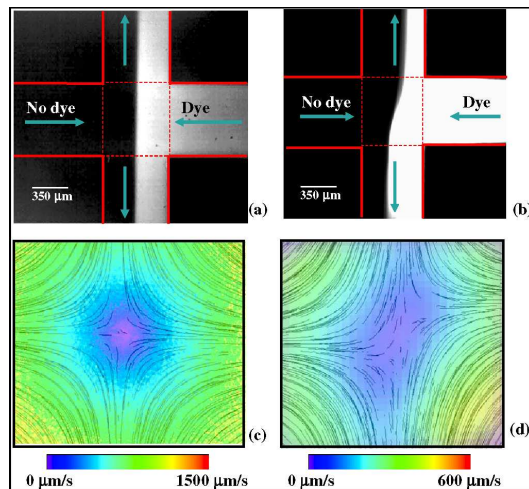 No dye
Dye
350 µm
(a)
No dye
Dye
350 µm
(b)
(c)
(d)
0 µm/s
1500 µm/s
0 µm/s
600 µm/s